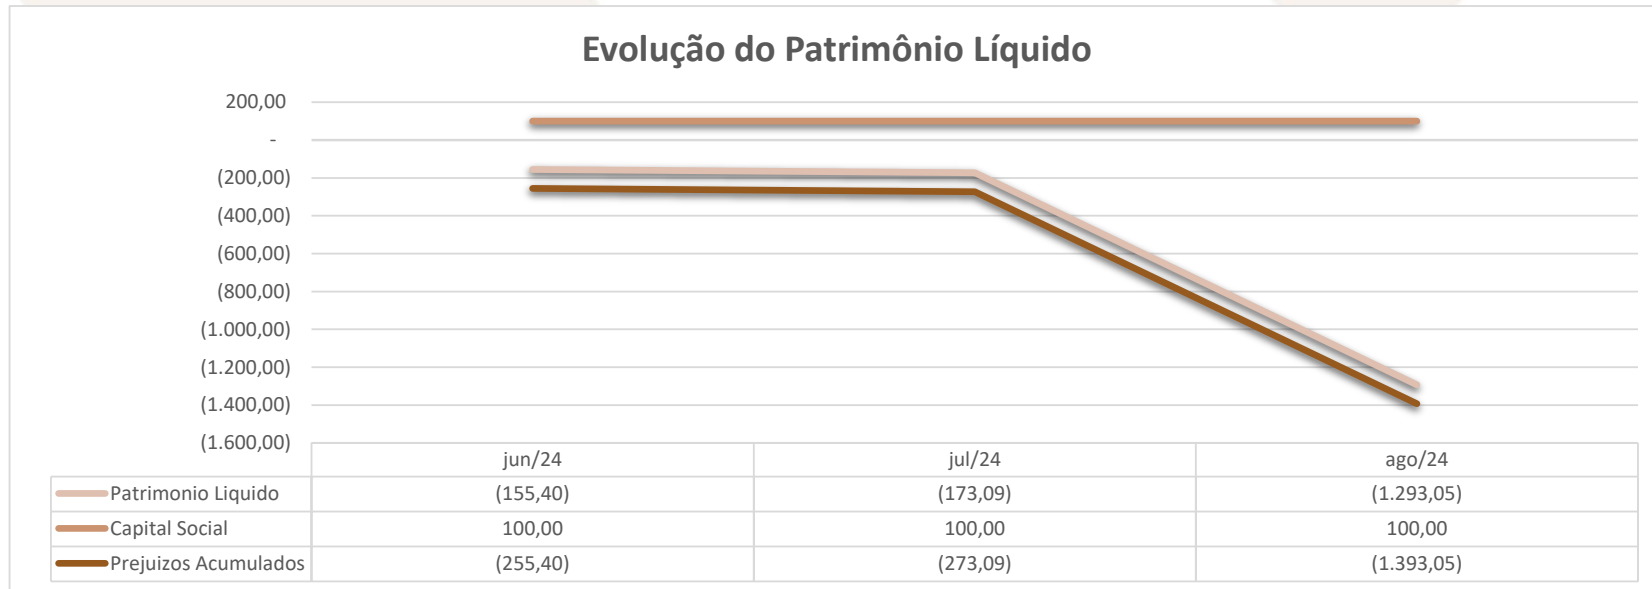 Evolução do Patrimônio Líquido
200,00
-
(200,00)
(400,00)
(600,00)
(800,00)
(1.000,00)
(1.200,00)
(1.400,00)
(1.600,00)
jun/24 jul/24 ago/24
Patrimonio Liquido (155,40) (173,09) (1.293,05)
Capital Social 100,00 100,00 100,00
Prejuizos Acumulados (255,40) (273,09) (1.393,05)